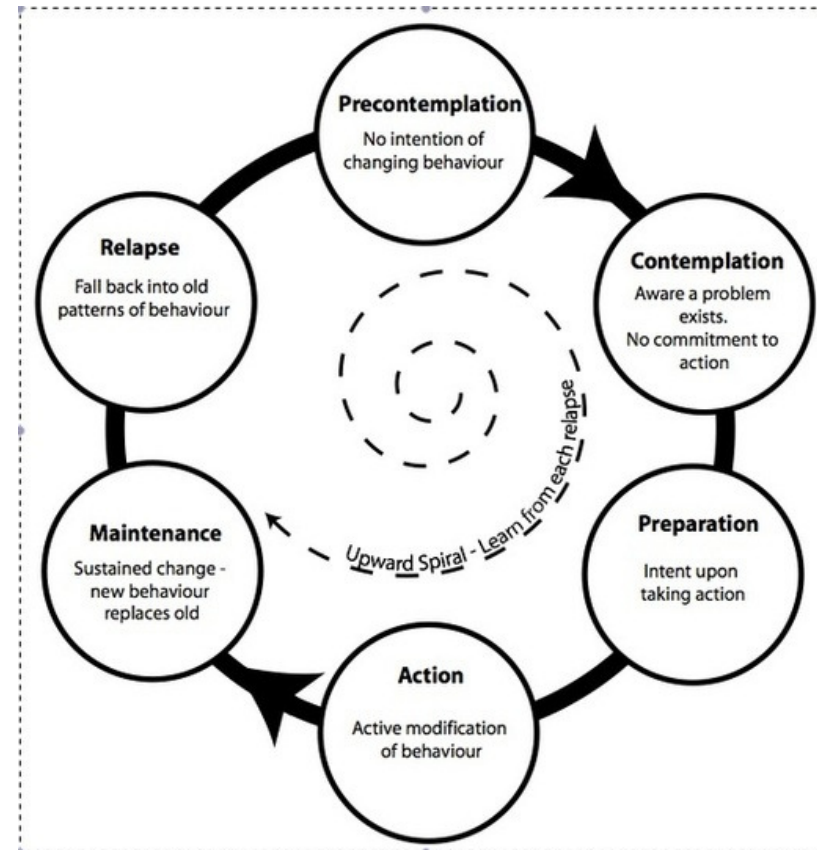 Precontemplation
No intention of
changing behaviour
Contemplation
Aware a problem
exists.
No commitment to
action
Preparation
Intent upon
taking action
Action
Active modification
of behaviour
Maintenance
Sustained change -
new behaviour
replaces old
Relapse
Fall back into old
patterns of behaviour
Upward Spiral - Learn from each relapse